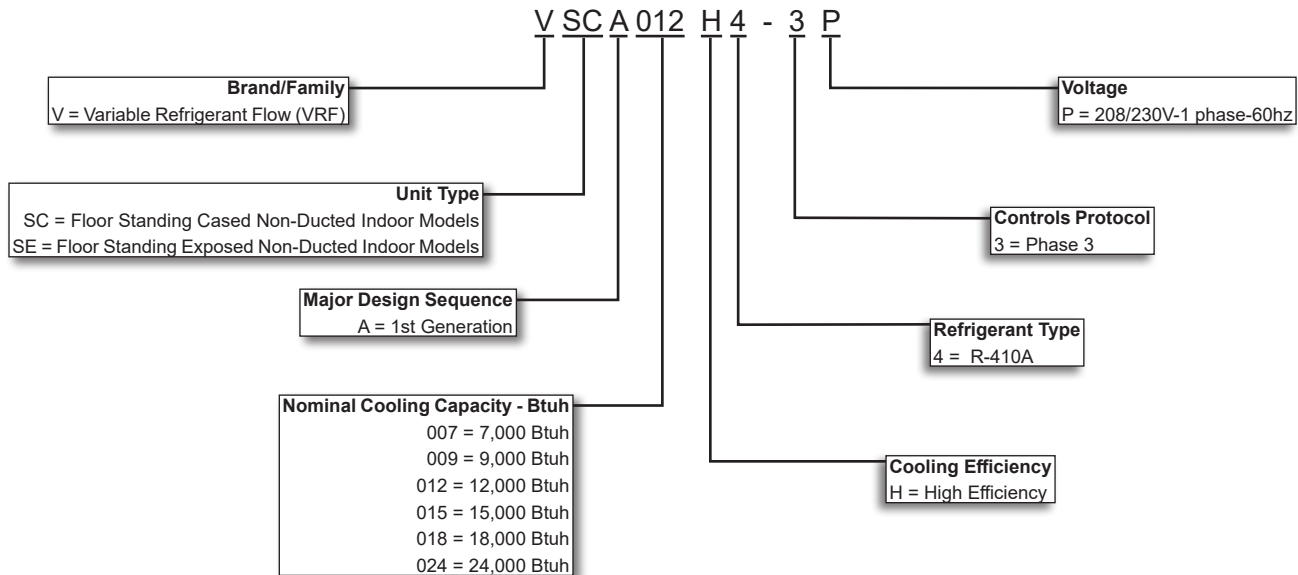 V SC A 012 H 4 - 3 P
Brand/Family
V = Variable Refrigerant Flow (VRF)
Voltage
P = 208/230V-1 phase-60hz
Unit Type
SC = Floor Standing Cased Non-Ducted Indoor Models
SE = Floor Standing Exposed Non-Ducted Indoor Models
Controls Protocol
3 = Phase 3
Major Design Sequence
A = 1st Generation
Refrigerant Type
4 = R-410A
Nominal Cooling Capacity - Btuh
007 = 7,000 Btuh
009 = 9,000 Btuh
012 = 12,000 Btuh
015 = 15,000 Btuh
018 = 18,000 Btuh
024 = 24,000 Btuh
Cooling Efficiency
H = High Efficiency